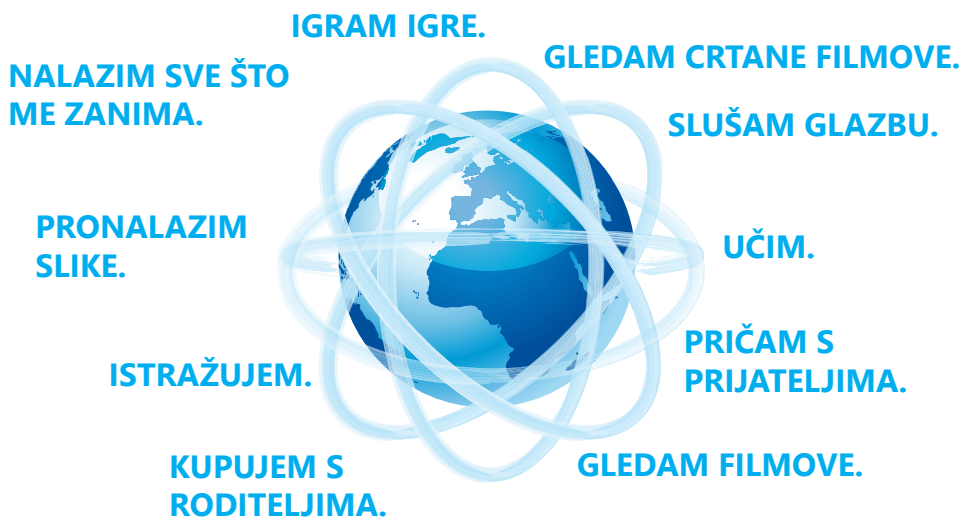 IGRAM IGRE.
GLEDAM CRTANE FILMOVE.
NALAZIM SVE ŠTO
ME ZANIMA.
SLUŠAM GLAZBU.
PRONALAZIM
SLIKE.
UČIM.
PRIČAM S
PRIJATELJIMA.
ISTRAŽUJEM.
KUPUJEM S
RODITELJIMA.
GLEDAM FILMOVE.